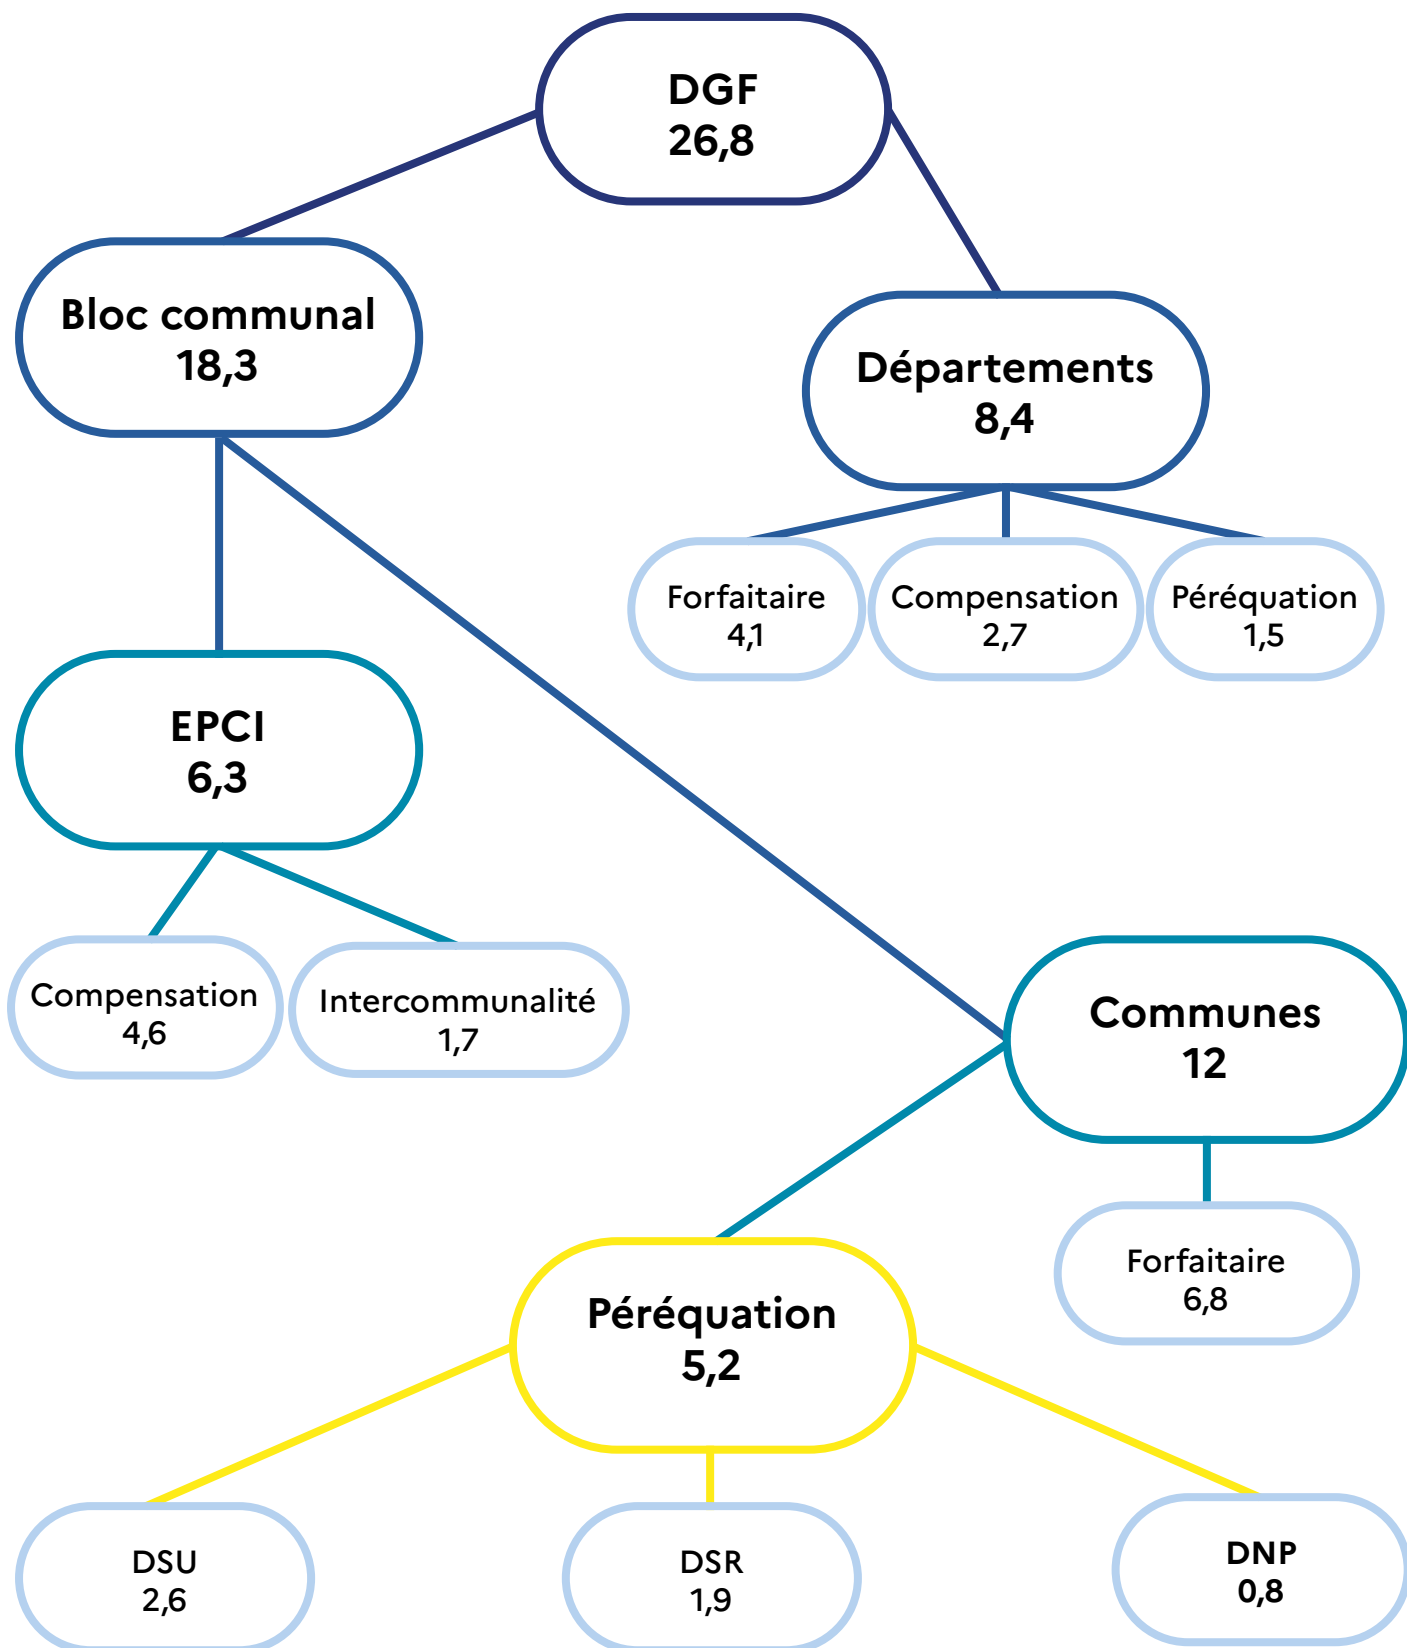 DGF
26,8
Bloc communal
18,3
Départements
8,4
Forfaitaire
4,1
Compensation
2,7
Péréquation
1,5
EPCI
6,3
Compensation
4,6
Intercommunalité
1,7
Communes
12
Forfaitaire
6,8
Péréquation
5,2
DSU
2,6
DSR
1,9
DNP
0,8